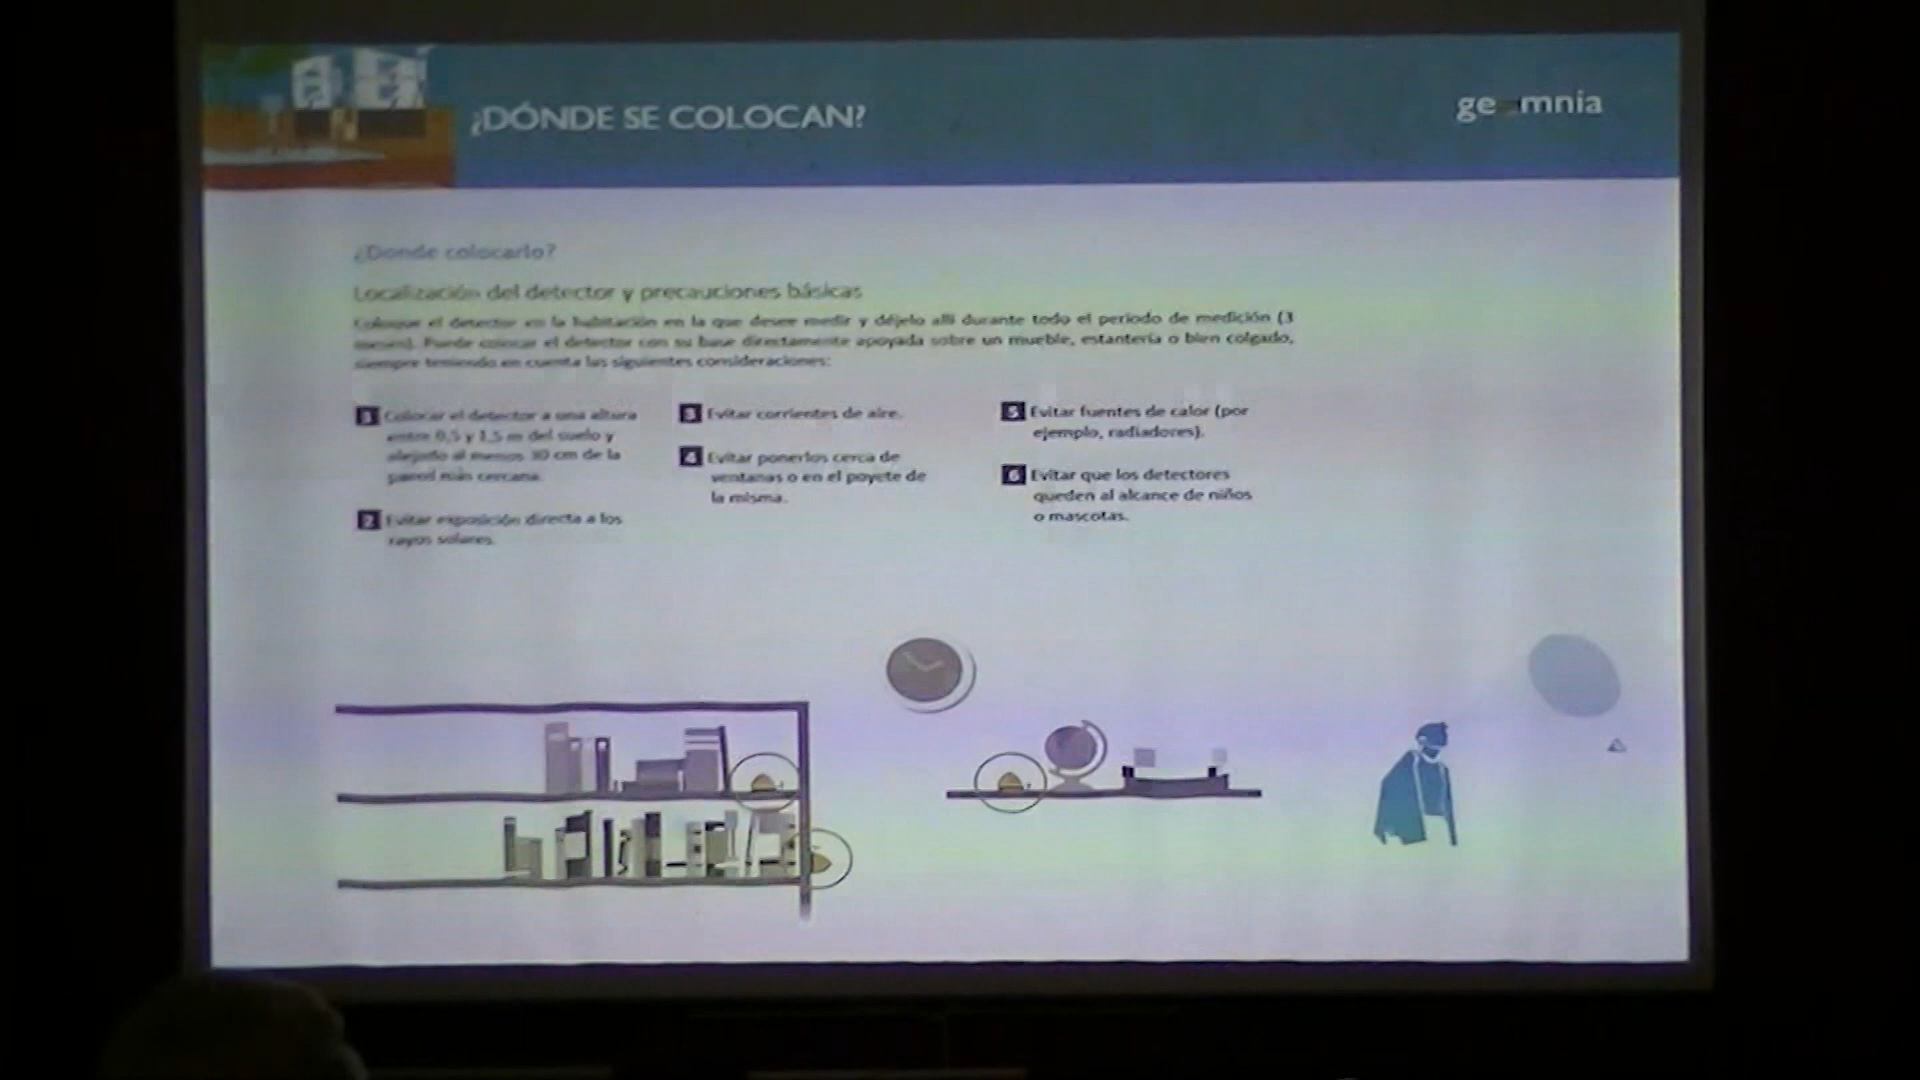 ¿DÓNDE SE COLOCAN?
ge mnia
¿Donde colocarlo?
Localización del detector y precauciones básicas
Coloque el detector en la habitación en la que desee medir y déjelo allí durante todo el periodo de medición (3
meses). Puede colocar el detector con su base directamente apoyada sobre un mueble, estantería o bien colgado,
siempre teniendo en cuenta las siguientes consideraciones:
1 Colocar el detector a una altura
entre 0,5 y 1,5 m del suelo y
alejado al menos 30 cm de la
pared más cercana.
2 Evitar exposición directa a los
rayos solares.
3 Evitar corrientes de aire.
4 Evitar ponerlos cerca de
ventanas o en el poyete de
la misma.
5 Evitar fuentes de calor (por
ejemplo, radiadores).
6 Evitar que los detectores
queden al alcance de niños
o mascotas.